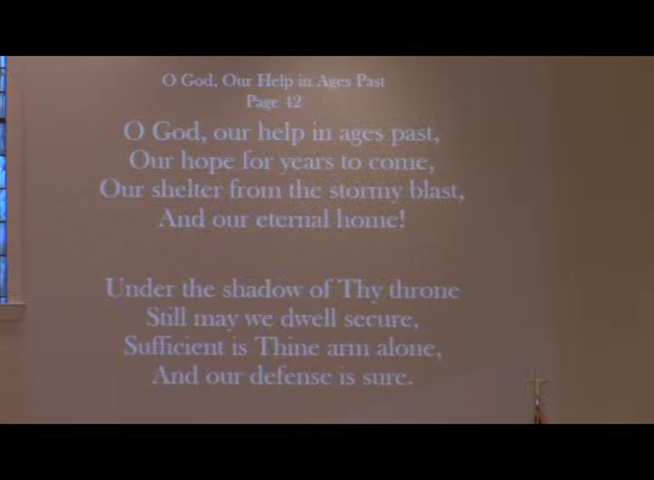 O God, Our Help in Ages Past
Page 42
O God, our help in ages past,
Our hope for years to come,
Our shelter from the stormy blast,
And our eternal home!
Under the shadow of Thy throne
Still may we dwell secure,
Sufficient is Thine arm alone,
And our defense is sure.